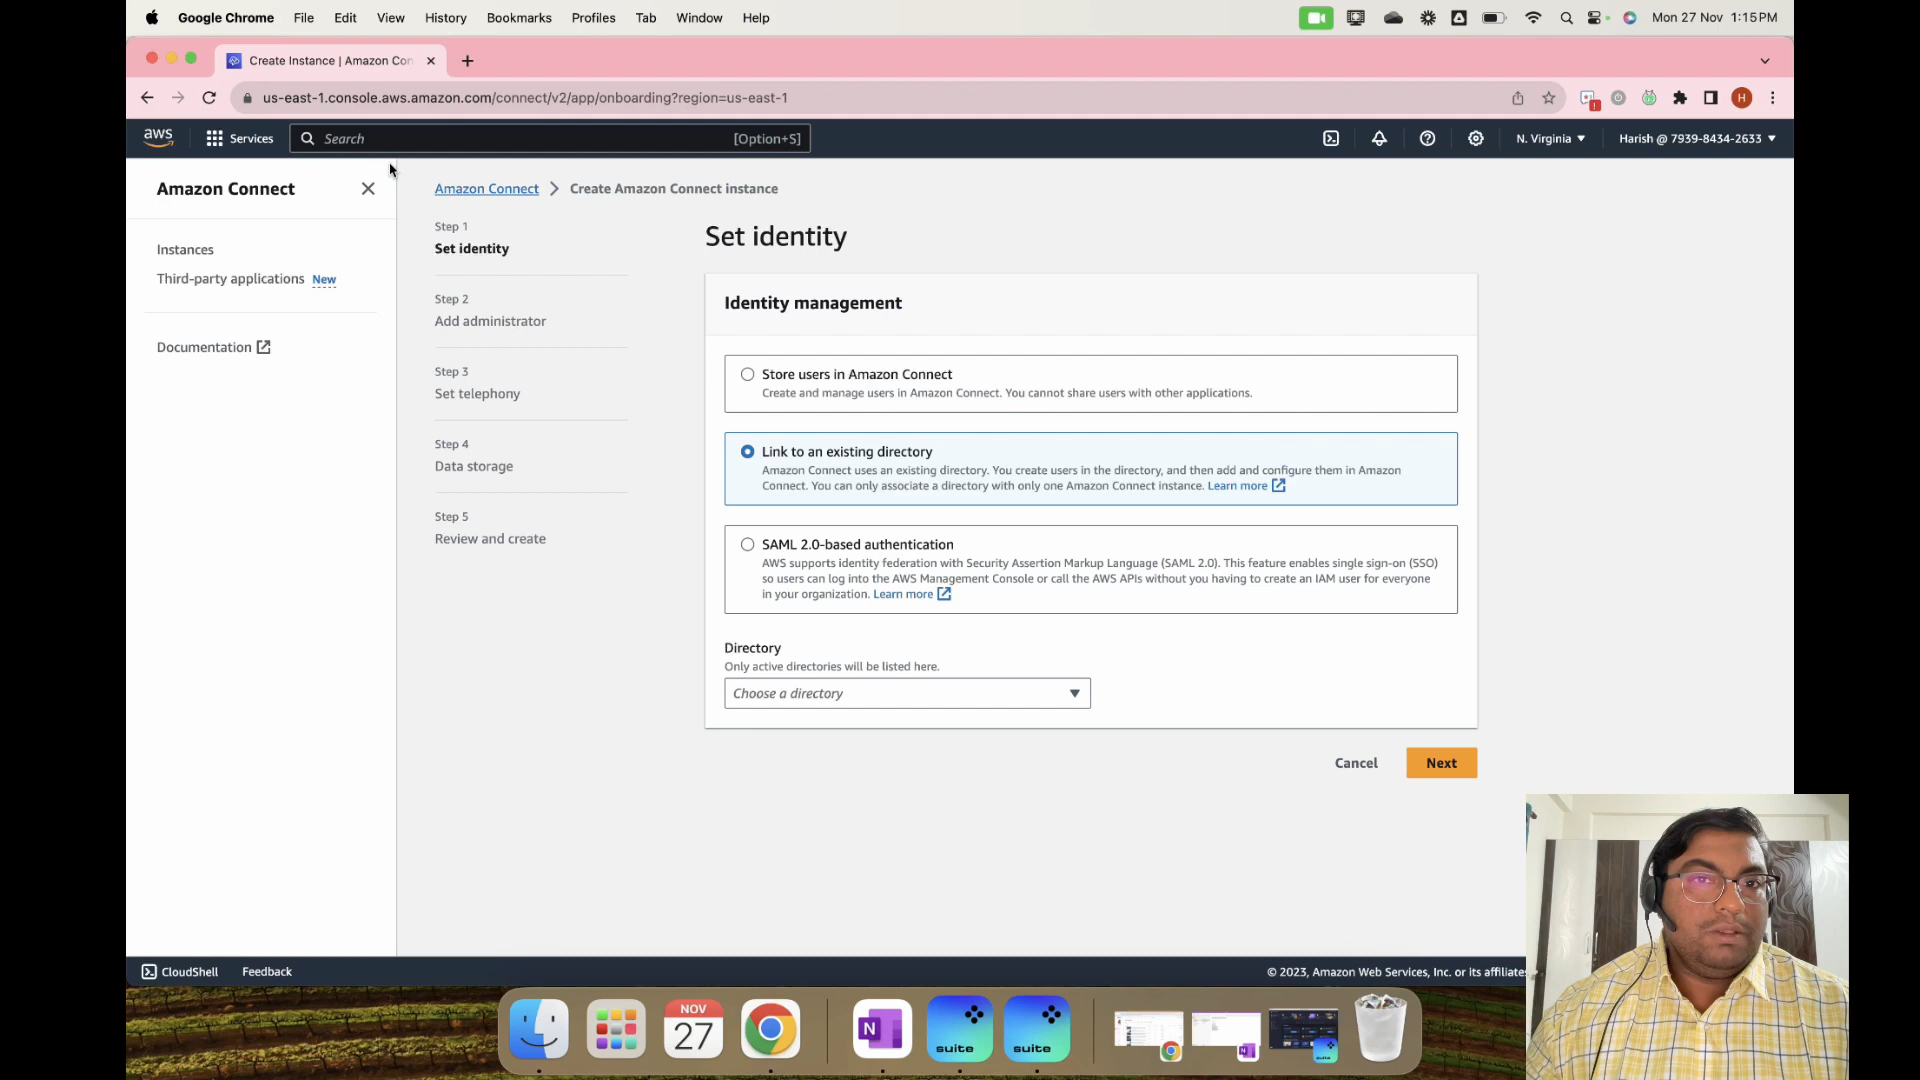 Google Chrome File Edit View History Bookmarks Profiles Tab Window Help Mon 27 Nov 1:15 PM
Create Instance | Amazon Con
us-east-1.console.aws.amazon.com/connect/v2/app/onboarding?region=us-east-1 H
aws Services Search [Option+S] N. Virginia Harish @ 7939-8434-2633
Amazon Connect
Instances
Third-party applications New
Documentation
Amazon Connect Create Amazon Connect instance
Step 1
Set identity
Step 2
Add administrator
Step 3
Set telephony
Step 4
Data storage
Step 5
Review and create
Set identity
Identity management
Store users in Amazon Connect
Create and manage users in Amazon Connect. You cannot share users with other applications.
Link to an existing directory
Amazon Connect uses an existing directory. You create users in the directory, and then add and configure them in Amazon
Connect. You can only associate a directory with only one Amazon Connect instance. Learn more
SAML 2.0-based authentication
AWS supports identity federation with Security Assertion Markup Language (SAML 2.0). This feature enables single sign-on (SSO)
so users can log into the AWS Management Console or call the AWS APIs without you having to create an IAM user for everyone
in your organization. Learn more
Directory
Only active directories will be listed here.
Choose a directory
Cancel Next
CloudShell Feedback © 2023, Amazon Web Services, Inc. or its affiliates
NOV
27
N
suite
suite